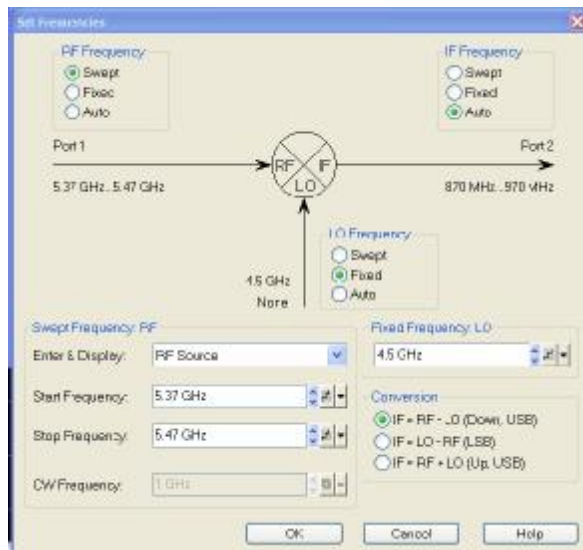 Set Frequencies
RF Frequency
Swept
Fixed
Auto
IF Frequency
Swept
Fixed
Auto
Port 1
Port 2
RF
IF
LO
5.37 GHz...5.47 GHz
870 MHz...970 MHz
LO Frequency
Swept
Fixed
Auto
4.5 GHz
None
Swept Frequency: RF
Enter & Display:
RF Source
Start Frequency:
5.37 GHz
Stop Frequency:
5.47 GHz
CW Frequency:
1 GHz
Fixed Frequency: LO
4.5 GHz
Conversion
IF = RF - LO (Down, USB)
IF = LO - RF (LSB)
IF = RF + LO (Up, USB)
OK
Cancel
Help